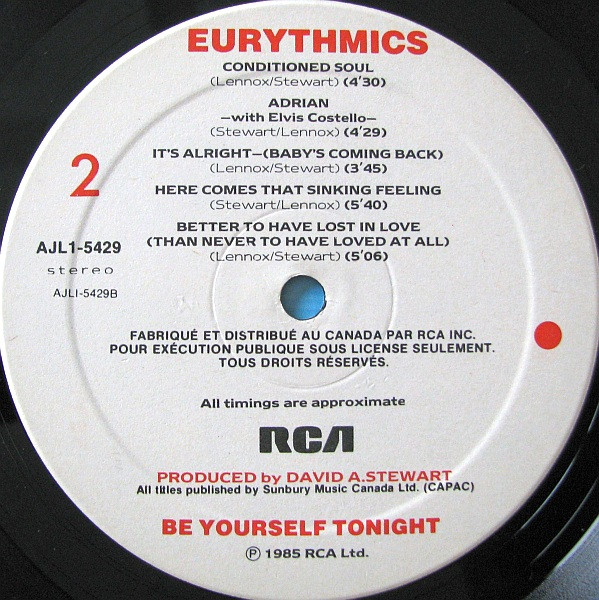 EURYTHMICS
CONDITIONED SOUL
(Lennox/Stewart) (4'30)
ADRIAN
—with Elvis Costello—
(Stewart/Lennox) (4'29)
IT'S ALRIGHT—(BABY'S COMING BACK)
(Lennox/Stewart) (3'45)
2
HERE COMES THAT SINKING FEELING
(Stewart/Lennox) (5'40)
BETTER TO HAVE LOST IN LOVE
(THAN NEVER TO HAVE LOVED AT ALL)
(Lennox/Stewart) (5'06)
AJL1-5429
stereo
AJLI-5429B
FABRIQUÉ ET DISTRIBUÉ AU CANADA PAR RCA INC.
POUR EXÉCUTION PUBLIQUE SOUS LICENSE SEULEMENT.
TOUS DROITS RÉSERVÉS.
All timings are approximate
RCA
PRODUCED by DAVID A.STEWART
All titles published by Sunbury Music Canada Ltd. (CAPAC)
BE YOURSELF TONIGHT
Ⓟ 1985 RCA Ltd.